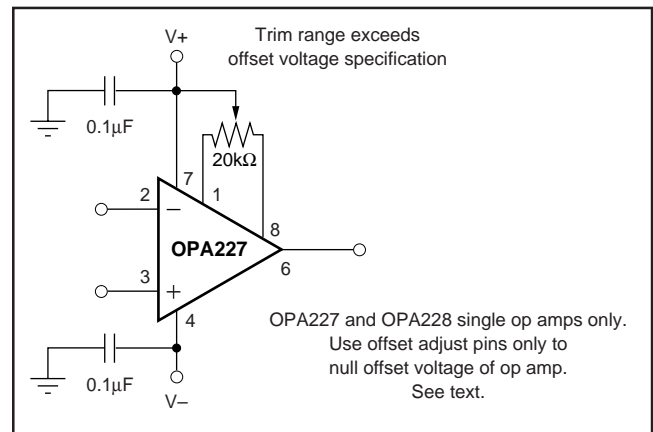 V+
Trim range exceeds
offset voltage specification
0.1µF
20kΩ
7
1
2
−
8
OPA227
6
3
+
4
OPA227 and OPA228 single op amps only.
Use offset adjust pins only to
null offset voltage of op amp.
See text.
0.1µF
V−